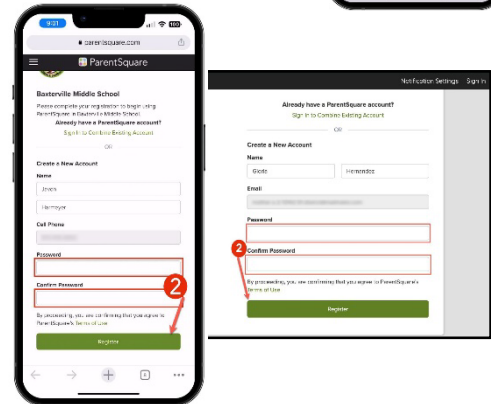 9:01
parentsquare.com
ParentSquare
Baxterville Middle School
Please complete your registration to begin using
ParentSquare in Baxterville Middle School.
Already have a ParentSquare account?
Sign In to Combine Existing Account
OR
Create a New Account
Name
Harmeyer
Cell Phone
Password
Confirm Password
2
By proceeding, you are confirming that you agree to
ParentSquare's Terms of Use
Register
Notification Settings Sign In
Already have a ParentSquare account?
Sign In to Combine Existing Account
OR
Create a New Account
Name
Hernandez
Email
Password
Confirm Password
2
By proceeding, you are confirming that you agree to ParentSquare's
Terms of Use
Register